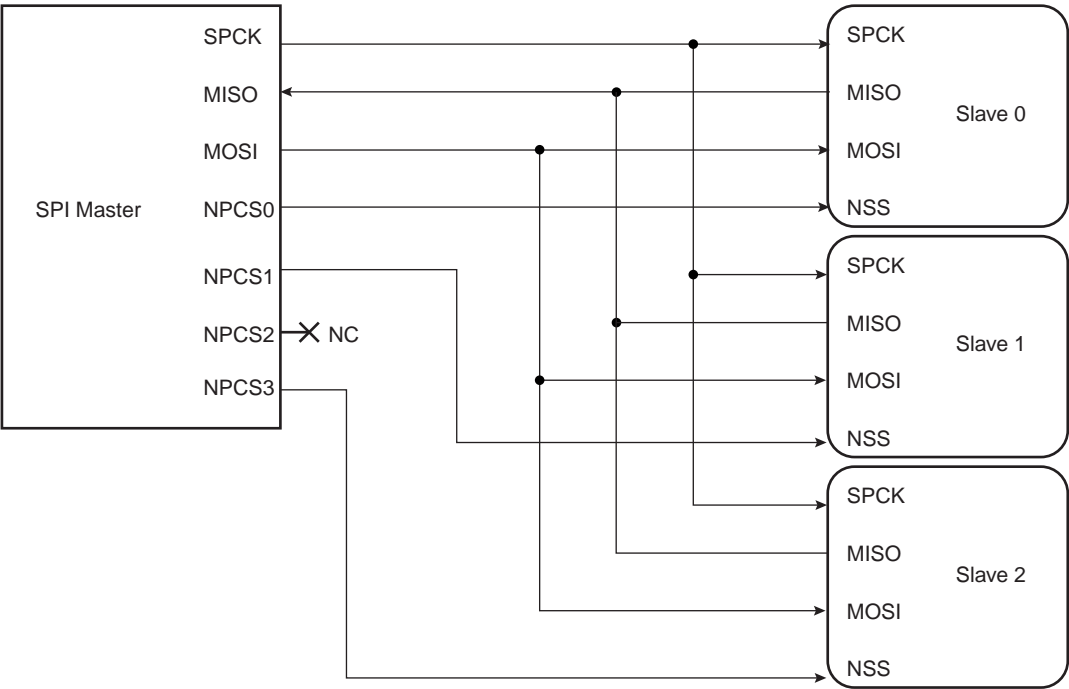 SPI Master
SPCK
MISO
MOSI
NPCS0
NPCS1
NPCS2
NC
NPCS3
SPCK
MISO
Slave 0
MOSI
NSS
SPCK
MISO
Slave 1
MOSI
NSS
SPCK
MISO
Slave 2
MOSI
NSS